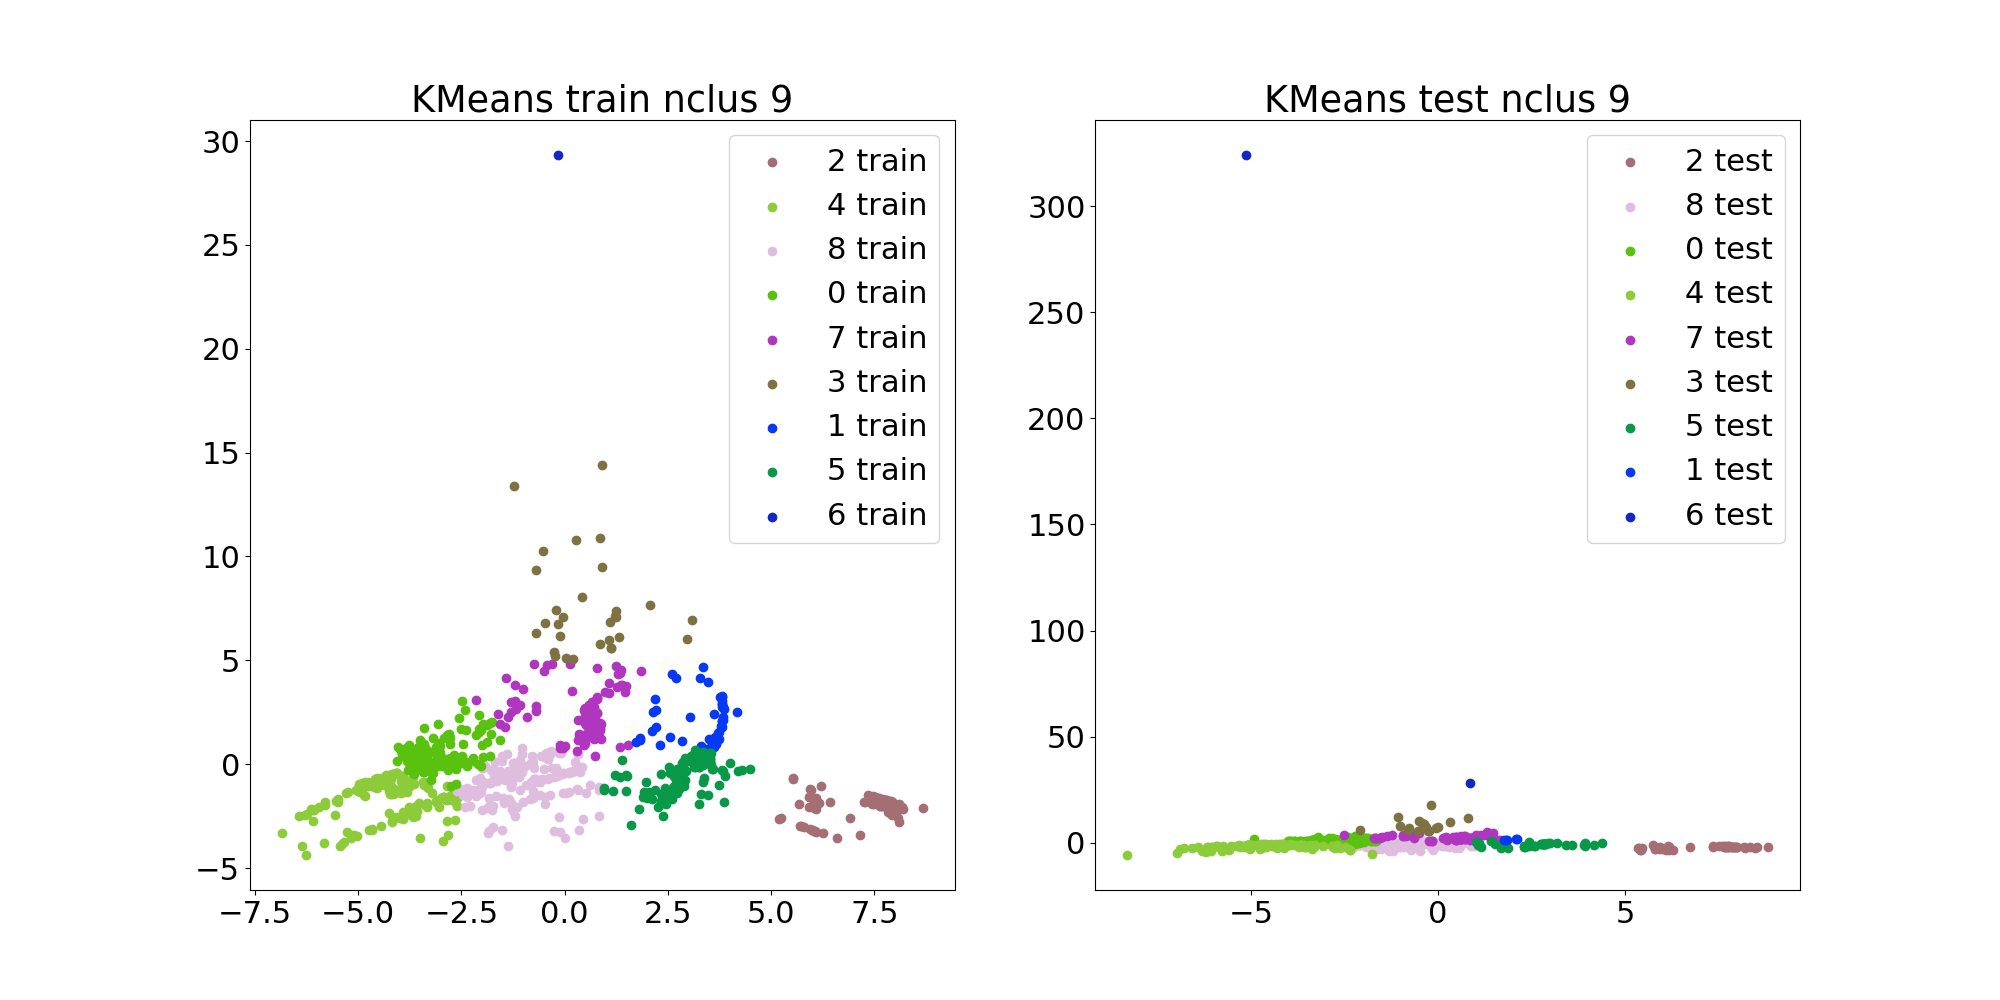 KMeans train nclus 9
30
25
20
15
10
5
0
−5
−7.5 −5.0 −2.5 0.0 2.5 5.0 7.5
2 train
4 train
8 train
0 train
7 train
3 train
1 train
5 train
6 train
KMeans test nclus 9
300
250
200
150
100
50
0
−5 0 5
2 test
8 test
0 test
4 test
7 test
3 test
5 test
1 test
6 test